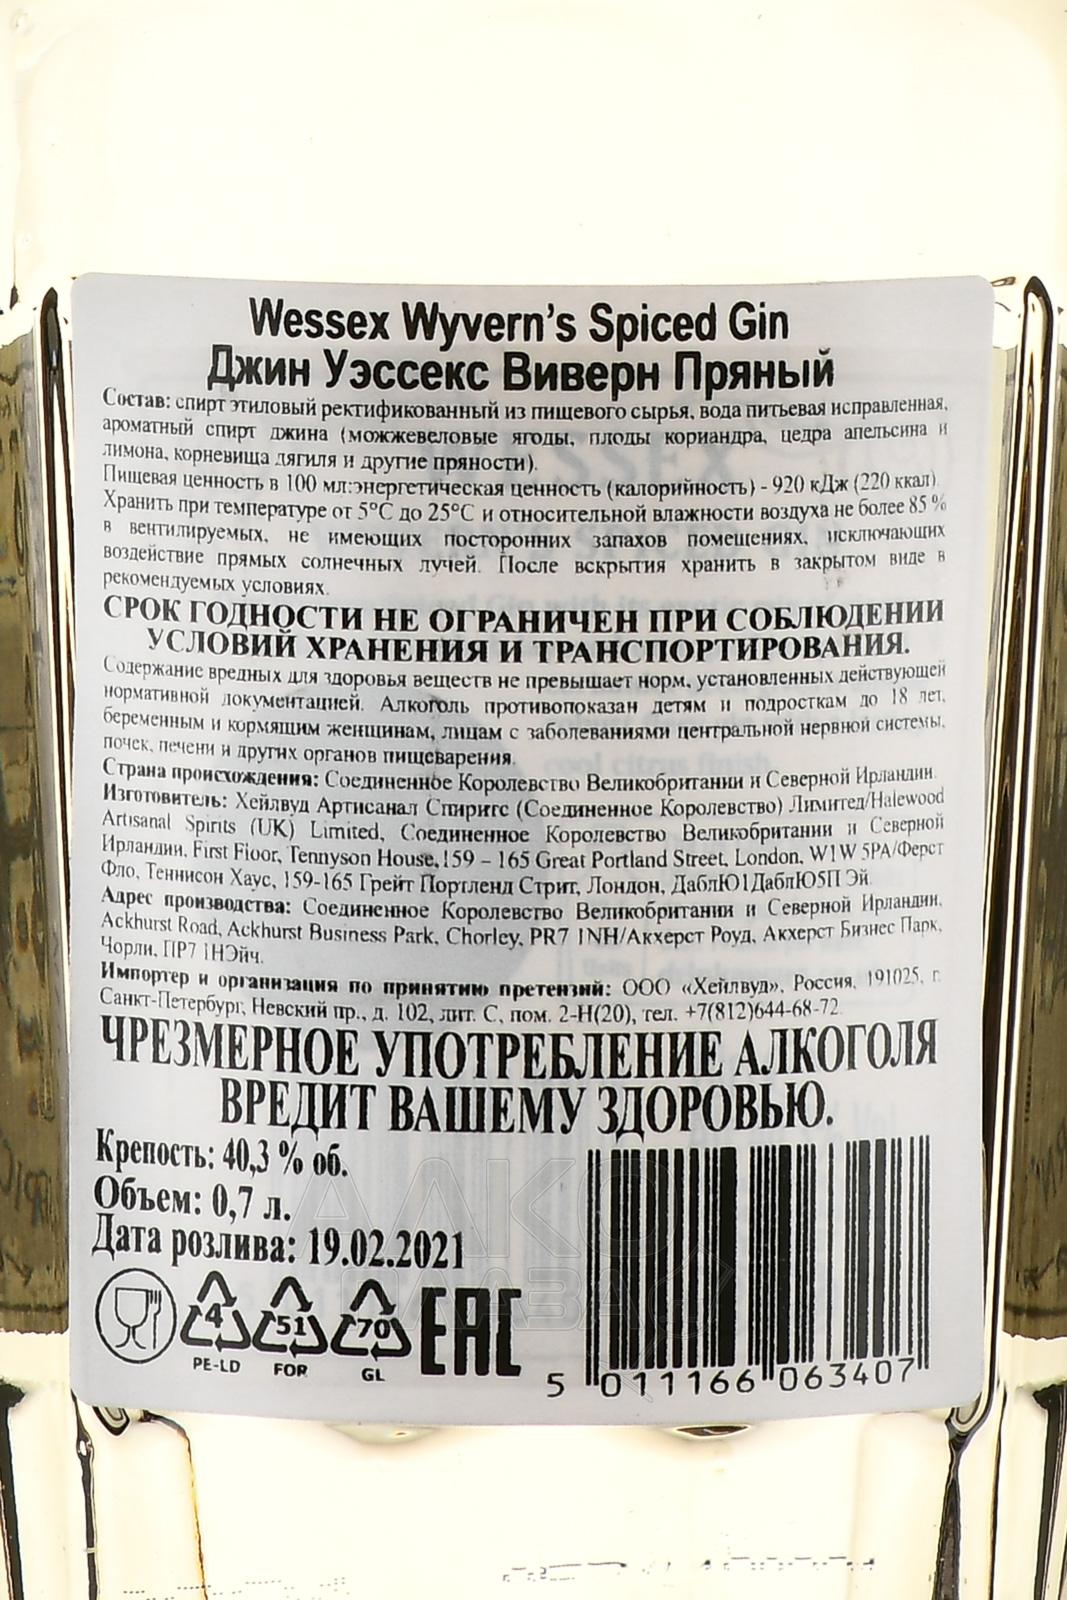 Wessex Wyvern's Spiced Gin
Джин Уэссекс Виверн Пряный
Состав: спирт этиловый ректификованный из пищевого сырья, вода питьевая исправленная,
ароматный спирт джина (можжевеловые ягоды, плоды кориандра, цедра апельсина и
лимона, корневища дягиля и другие пряности).
Пищевая ценность в 100 мл:энергетическая ценность (калорийность) - 920 кДж (220 ккал).
Хранить при температуре от 5°С до 25°С и относительной влажности воздуха не более 85 %
в вентилируемых, не имеющих посторонних запахов помещениях, исключающих
воздействие прямых солнечных лучей. После вскрытия хранить в закрытом виде в
рекомендуемых условиях.
СРОК ГОДНОСТИ НЕ ОГРАНИЧЕН ПРИ СОБЛЮДЕНИИ
УСЛОВИЙ ХРАНЕНИЯ И ТРАНСПОРТИРОВАНИЯ.
Содержание вредных для здоровья веществ не превышает норм, установленных действующей
нормативной документацией. Алкоголь противопоказан детям и подросткам до 18 лет,
беременным и кормящим женщинам, лицам с заболеваниями центральной нервной системы,
почек, печени и других органов пищеварения.
Страна происхождения: Соединенное Королевство Великобритании и Северной Ирландии.
Изготовитель: Хейлвуд Артисанал Спиритс (Соединенное Королевство) Лимитед/Halewood
Artisanal Spirits (UK) Limited, Соединенное Королевство Великобритании и Северной
Ирландии, First Floor, Tennyson House, 159 – 165 Great Portland Street, London, W1W 5PA/Ферст
Фло, Теннисон Хаус, 159-165 Грейт Портленд Стрит, Лондон, ДаблЮ1ДаблЮ5П Эй.
Адрес производства: Соединенное Королевство Великобритании и Северной Ирландии,
Ackhurst Road, Ackhurst Business Park, Chorley, PR7 1NH/Акхерст Роуд, Акхерст Бизнес Парк,
Чорли, ПР7 1НЭйч.
Импортер и организация по принятию претензий: ООО «Хейлвуд», Россия, 191025, г.
Санкт-Петербург, Невский пр., д. 102, лит. С, пом. 2-Н(20), тел. +7(812)644-68-72.
ЧРЕЗМЕРНОЕ УПОТРЕБЛЕНИЕ АЛКОГОЛЯ
ВРЕДИТ ВАШЕМУ ЗДОРОВЬЮ.
Крепость: 40,3 % об.
Объем: 0,7 л.
Дата розлива: 19.02.2021
4 51 70 EAC
PE-LD FOR GL
5 011166 063407